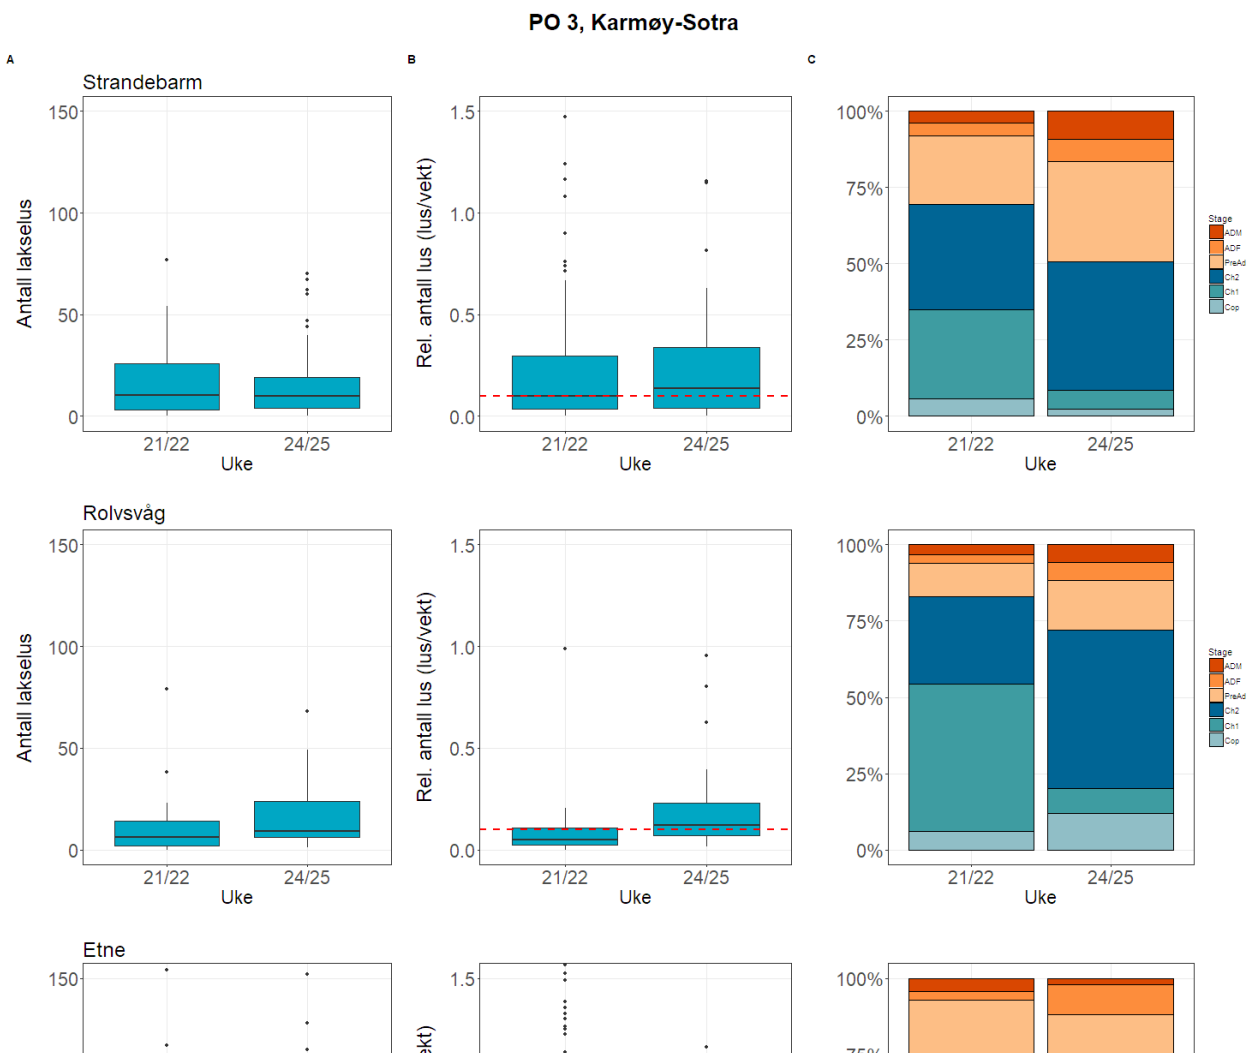 PO 3, Karmøy-Sotra
A
B
C
Strandebarm
150
100
50
0
Antall lakselus
21/22
24/25
Uke
1.5
1.0
0.5
0.0
Rel. antall lus (lus/vekt)
21/22
24/25
Uke
100%
75%
50%
25%
0%
21/22
24/25
Uke
Stage
ADM
ADF
PreAd
Ch2
Ch1
Cop
Rolvsvåg
150
100
50
0
Antall lakselus
21/22
24/25
Uke
1.5
1.0
0.5
0.0
Rel. antall lus (lus/vekt)
21/22
24/25
Uke
100%
75%
50%
25%
0%
21/22
24/25
Uke
Stage
ADM
ADF
PreAd
Ch2
Ch1
Cop
Etne
150
1.5
ekt)
100%
75%